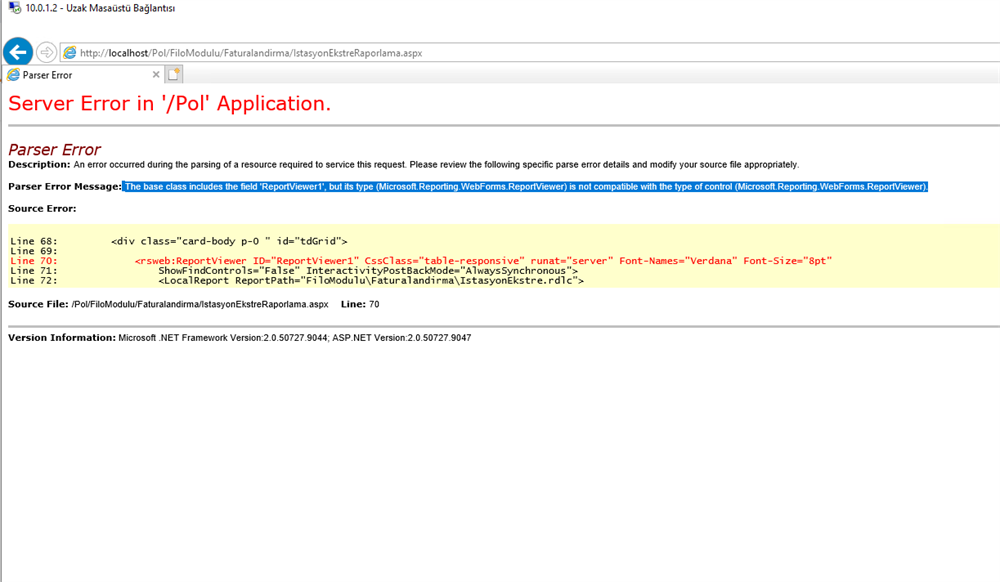 10.0.1.2 - Uzak Masaüstü Bağlantısı
http://localhost/Pol/FiloModulu/Faturalandirma/IstasyonEkstreRaporlama.aspx
Parser Error
Server Error in '/Pol' Application.
Parser Error
Description: An error occurred during the parsing of a resource required to service this request. Please review the following specific parse error details and modify your source file appropriately.
Parser Error Message: The base class includes the field 'ReportViewer1', but its type (Microsoft.Reporting.WebForms.ReportViewer) is not compatible with the type of control (Microsoft.Reporting.WebForms.ReportViewer).
Source Error:
Line 68:        <div class="card-body p-0 " id="tdGrid">
Line 69:
Line 70:            <rsweb:ReportViewer ID="ReportViewer1" CssClass="table-responsive" runat="server" Font-Names="Verdana" Font-Size="8pt"
Line 71:                ShowFindControls="False" InteractivityPostBackMode="AlwaysSynchronous">
Line 72:                <LocalReport ReportPath="FiloModulu\Faturalandirma\IstasyonEkstre.rdlc">
Source File: /Pol/FiloModulu/Faturalandirma/IstasyonEkstreRaporlama.aspx    Line: 70
Version Information: Microsoft .NET Framework Version:2.0.50727.9044; ASP.NET Version:2.0.50727.9047